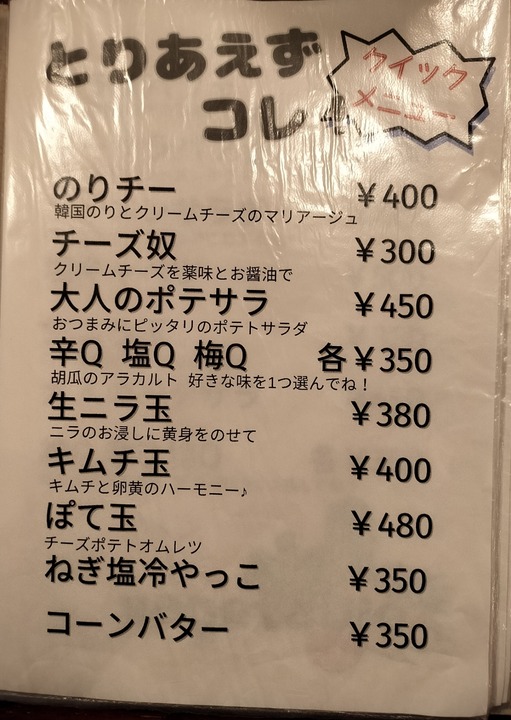 とりあえず
コレ
クイック
メニュー
のりチー ￥400
韓国のりとクリームチーズのマリアージュ
チーズ奴 ￥300
クリームチーズを薬味とお醤油で
大人のポテサラ ￥450
おつまみにピッタリのポテトサラダ
辛Q 塩Q 梅Q 各￥350
胡瓜のアラカルト 好きな味を1つ選んでね！
生ニラ玉 ￥380
ニラのお浸しに黄身をのせて
キムチ玉 ￥400
キムチと卵黄のハーモニー♪
ぽて玉 ￥480
チーズポテトオムレツ
ねぎ塩冷やっこ ￥350
コーンバター ￥350